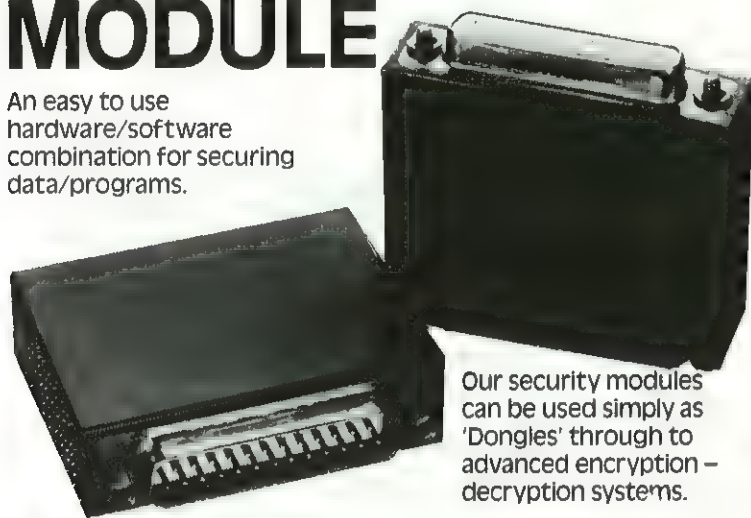 MODULE
An easy to use
hardware/software
combination for securing
data/programs.
Our security modules
can be used simply as
'Dongles' through to
advanced encryption –
decryption systems.